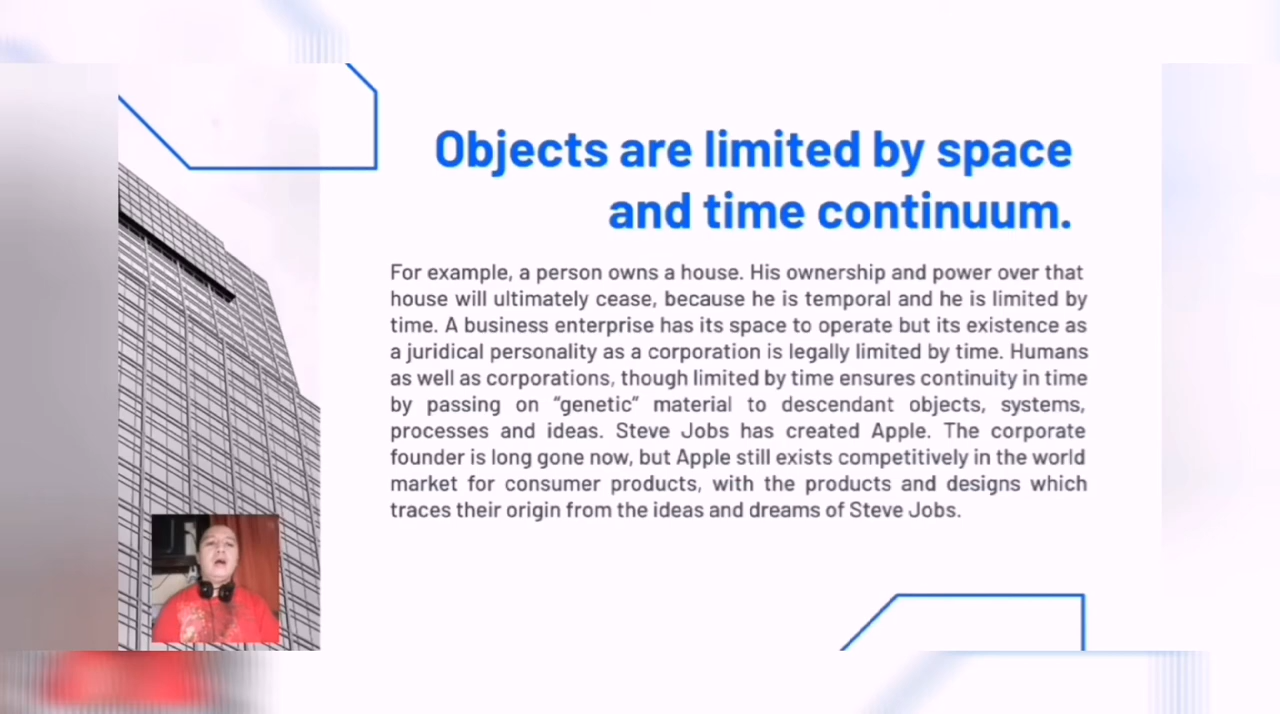 Objects are limited by space
and time continuum.
For example, a person owns a house. His ownership and power over that
house will ultimately cease, because he is temporal and he is limited by
time. A business enterprise has its space to operate but its existence as
a juridical personality as a corporation is legally limited by time. Humans
as well as corporations, though limited by time ensures continuity in time
by passing on “genetic” material to descendant objects, systems,
processes and ideas. Steve Jobs has created Apple. The corporate
founder is long gone now, but Apple still exists competitively in the world
market for consumer products, with the products and designs which
traces their origin from the ideas and dreams of Steve Jobs.